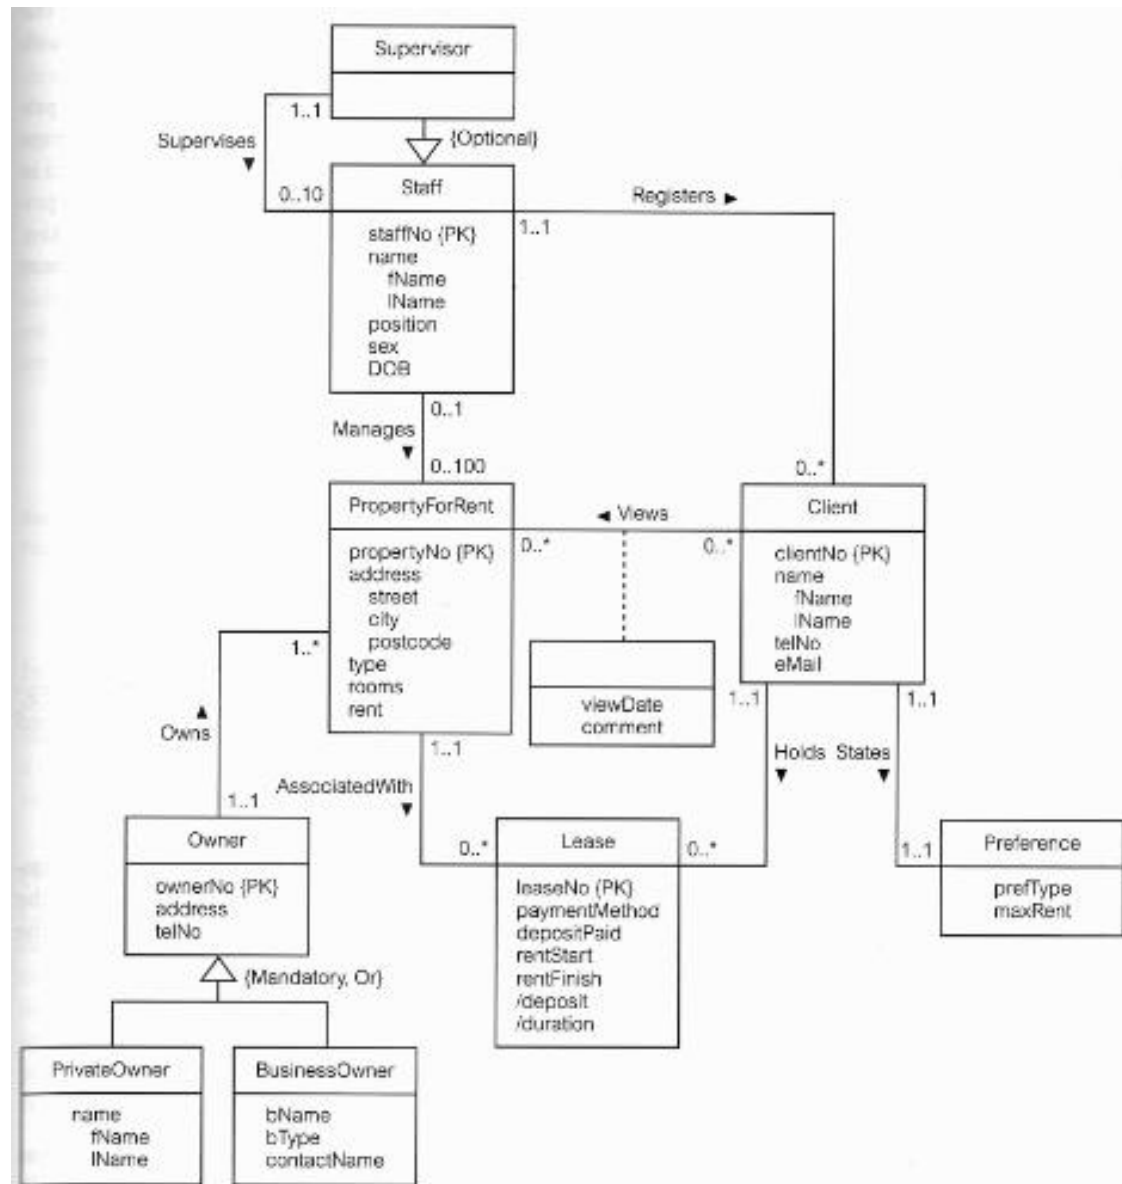 Supervisor
1..1
Supervises
{Optional}
0..10
Staff
Registers
1..1
staffNo {PK}
name
fName
lName
position
sex
DOB
0..1
Manages
0..100
0..*
PropertyForRent
Views
Client
0..*
0..*
propertyNo {PK}
address
street
city
postcode
type
rooms
rent
clientNo {PK}
name
fName
lName
telNo
eMail
1..*
viewDate
comment
1..1
1..1
1..1
Owns
Holds
States
AssociatedWith
1..1
Owner
ownerNo {PK}
address
telNo
0..*
Lease
0..*
leaseNo {PK}
paymentMethod
depositPaid
rentStart
rentFinish
/deposit
/duration
1..1
Preference
prefType
maxRent
{Mandatory, Or}
PrivateOwner
name
fName
lName
BusinessOwner
bName
bType
contactName